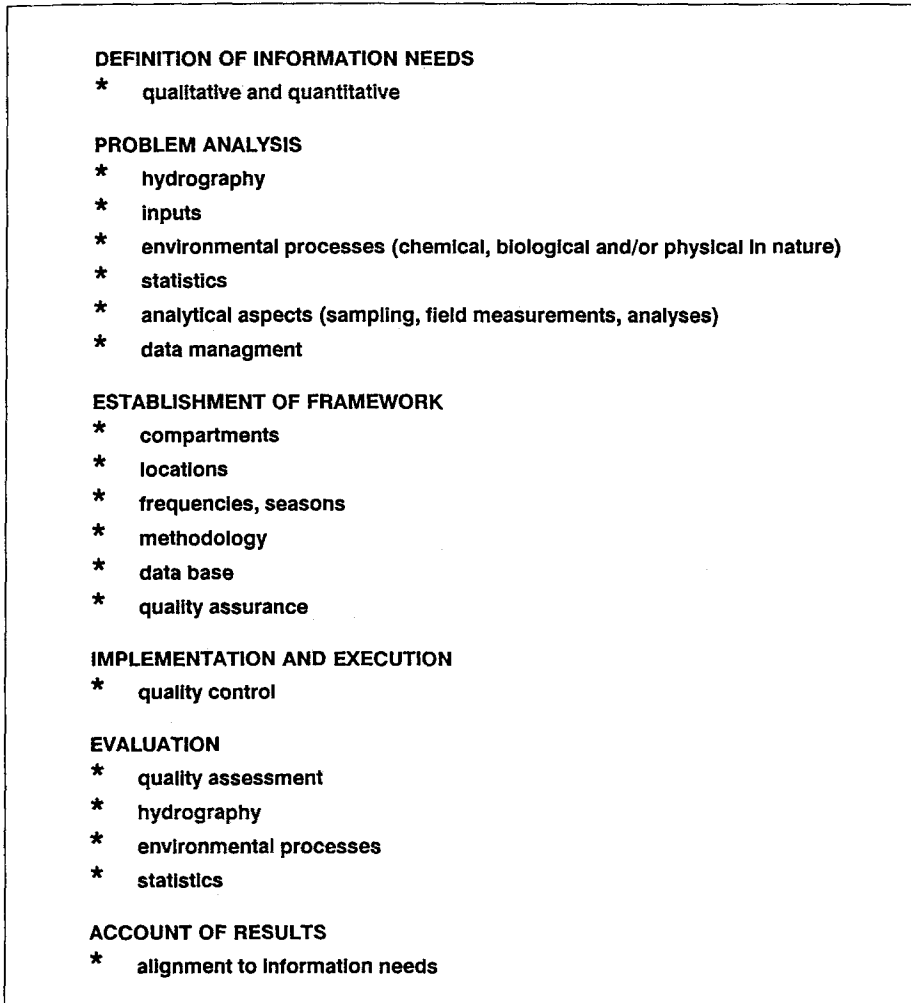 DEFINITION OF INFORMATION NEEDS
* qualitative and quantitative
PROBLEM ANALYSIS
* hydrography
* inputs
* environmental processes (chemical, biological and/or physical in nature)
* statistics
* analytical aspects (sampling, field measurements, analyses)
* data managment
ESTABLISHMENT OF FRAMEWORK
* compartments
* locations
* frequencies, seasons
* methodology
* data base
* quality assurance
IMPLEMENTATION AND EXECUTION
* quality control
EVALUATION
* quality assessment
* hydrography
* environmental processes
* statistics
ACCOUNT OF RESULTS
* alignment to information needs